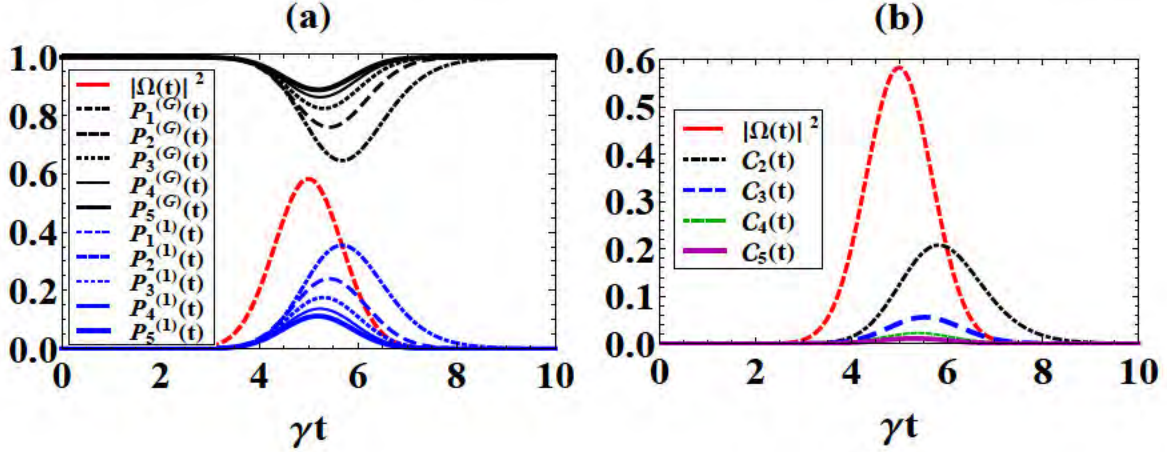 (a)
1.0
0.8
0.6
0.4
0.2
0.0
|Ω(t)|²
P₁⁽ᴳ⁾(t)
P₂⁽ᴳ⁾(t)
P₃⁽ᴳ⁾(t)
P₄⁽ᴳ⁾(t)
P₅⁽ᴳ⁾(t)
P₁⁽¹⁾(t)
P₂⁽¹⁾(t)
P₃⁽¹⁾(t)
P₄⁽¹⁾(t)
P₅⁽¹⁾(t)
0 2 4 6 8 10
γt
(b)
0.6
0.5
0.4
0.3
0.2
0.1
0.0
|Ω(t)|²
C₂(t)
C₃(t)
C₄(t)
C₅(t)
0 2 4 6 8 10
γt